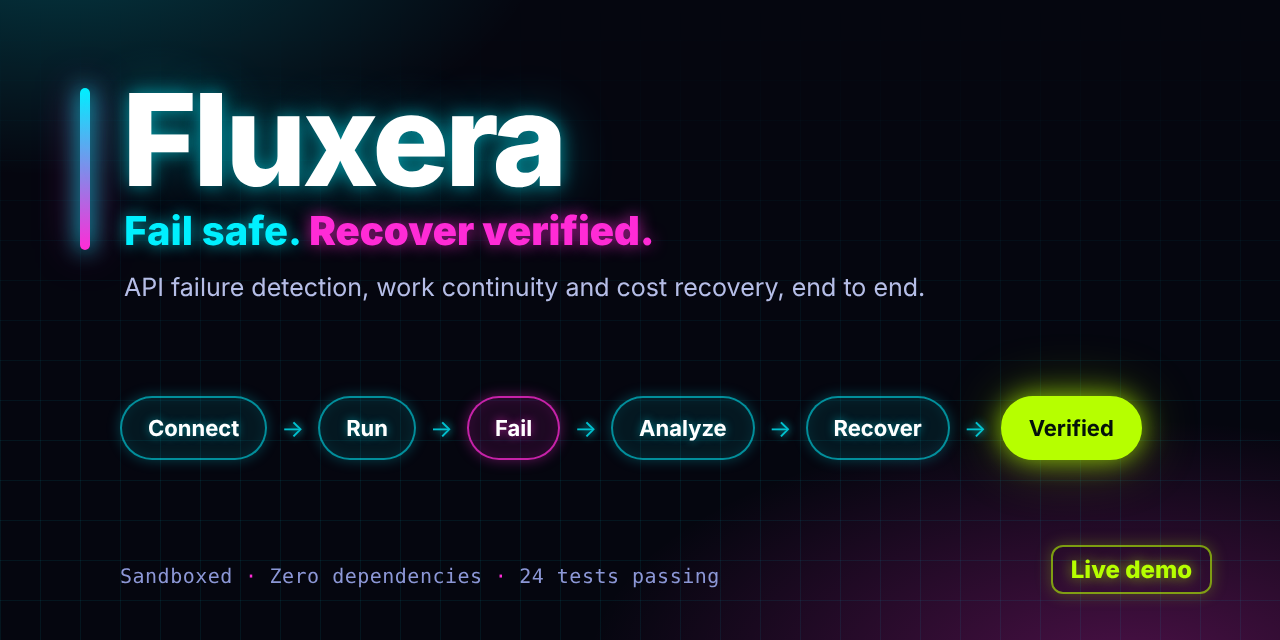 Fluxera
Fail safe. Recover verified.
API failure detection, work continuity and cost recovery, end to end.
Connect → Run → Fail → Analyze → Recover → Verified
Sandboxed · Zero dependencies · 24 tests passing
Live demo